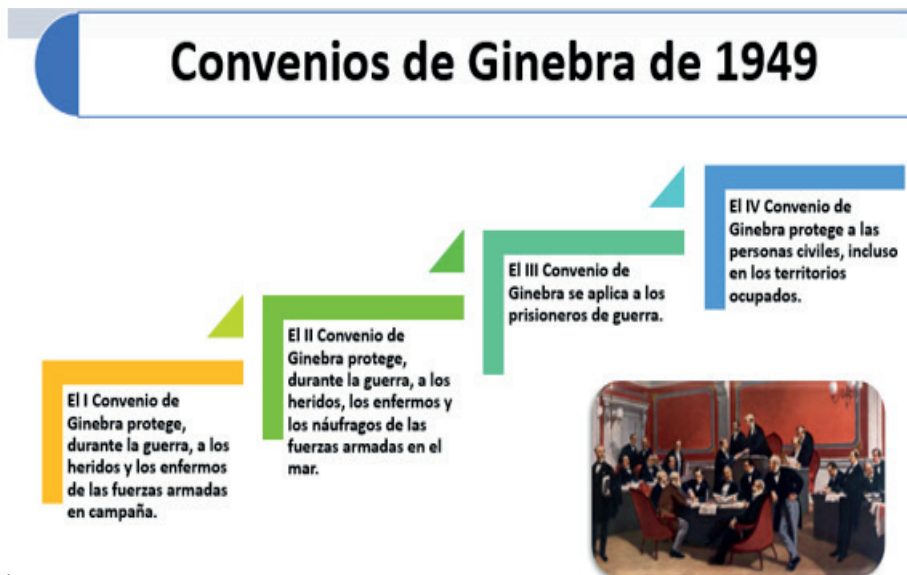 Convenios de Ginebra de 1949
El I Convenio de
Ginebra protege,
durante la guerra, a los
heridos y los enfermos
de las fuerzas armadas
en campaña.
El II Convenio de
Ginebra protege,
durante la guerra, a los
heridos, los enfermos y
los náufragos de las
fuerzas armadas en el
mar.
El III Convenio de
Ginebra se aplica a los
prisioneros de guerra.
El IV Convenio de
Ginebra protege a las
personas civiles, incluso
en los territorios
ocupados.